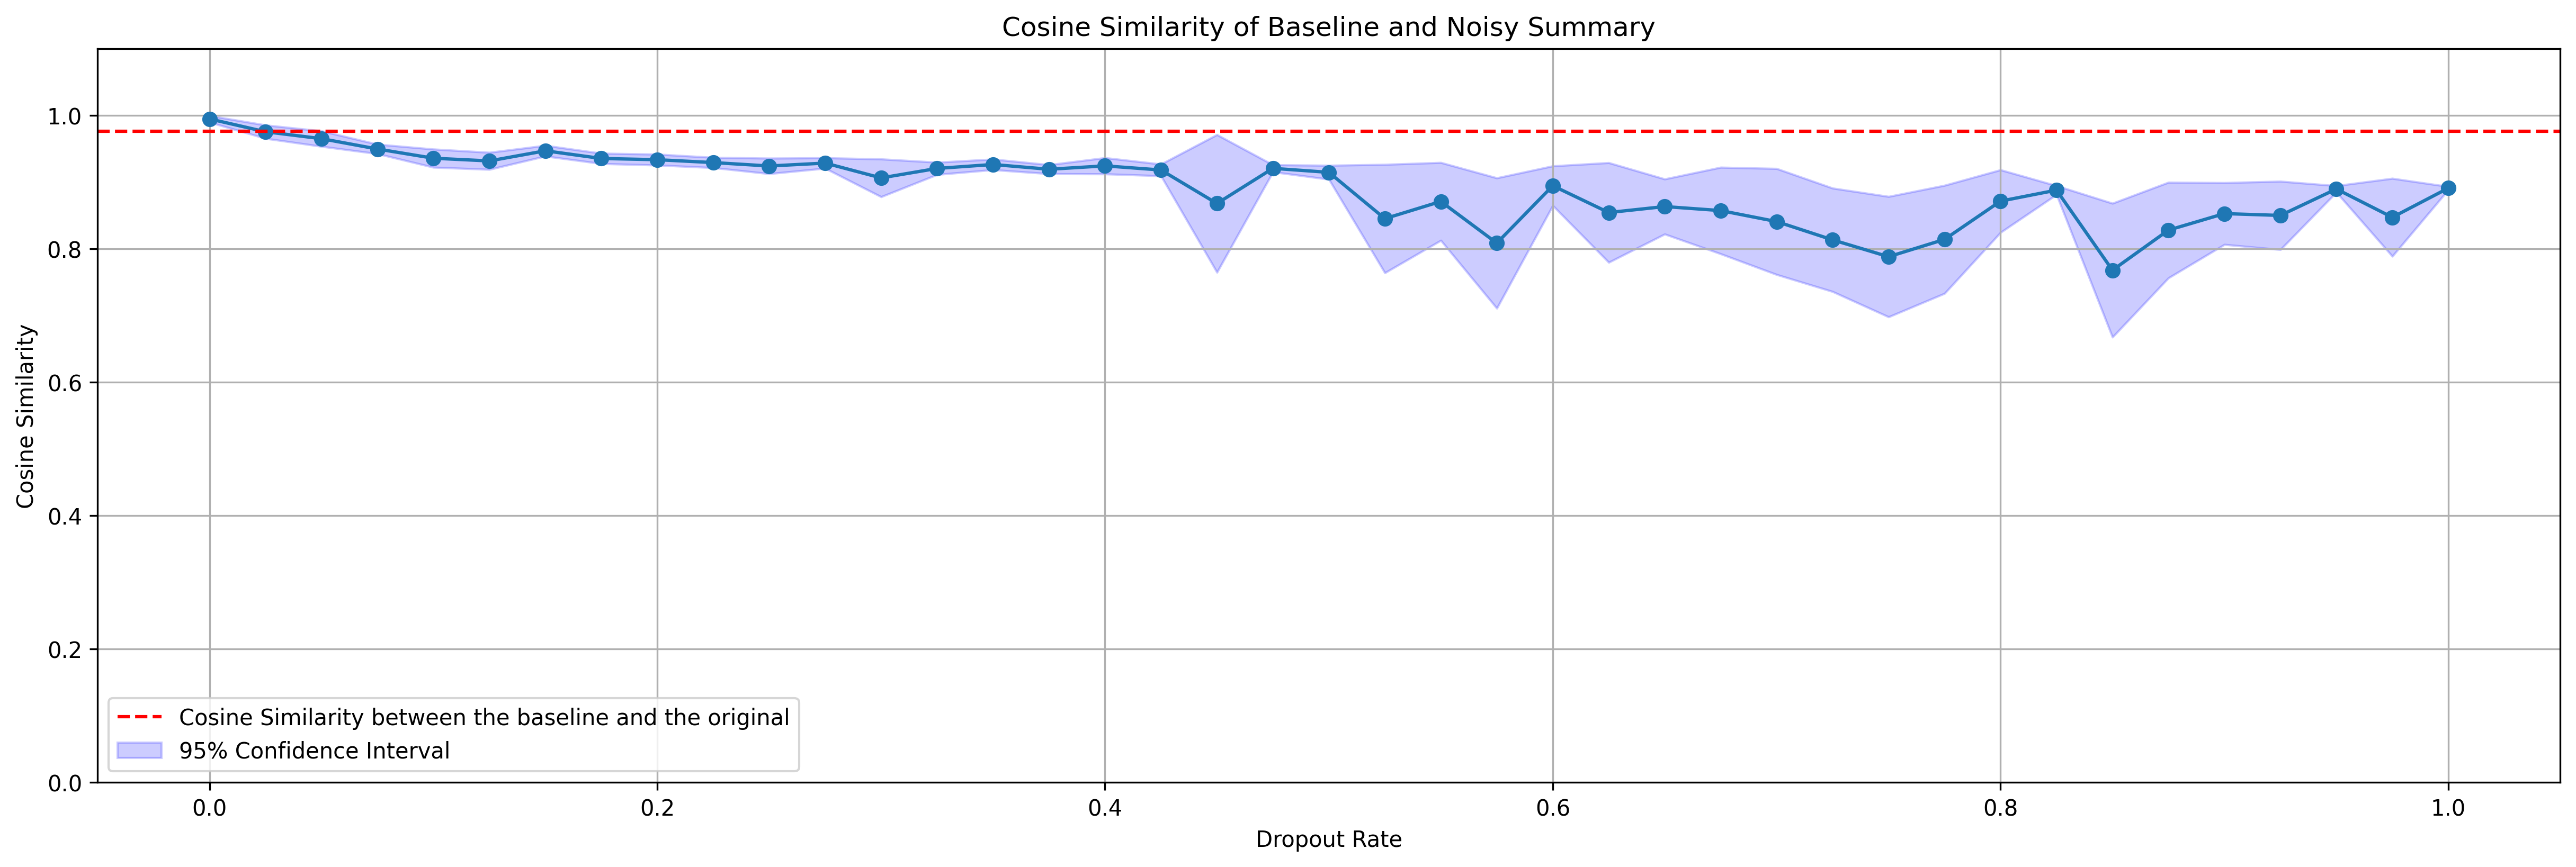 Cosine Similarity of Baseline and Noisy Summary
Cosine Similarity
1.0
0.8
0.6
0.4
0.2
0.0
Cosine Similarity between the baseline and the original
95% Confidence Interval
0.0 0.2 0.4 0.6 0.8 1.0
Dropout Rate